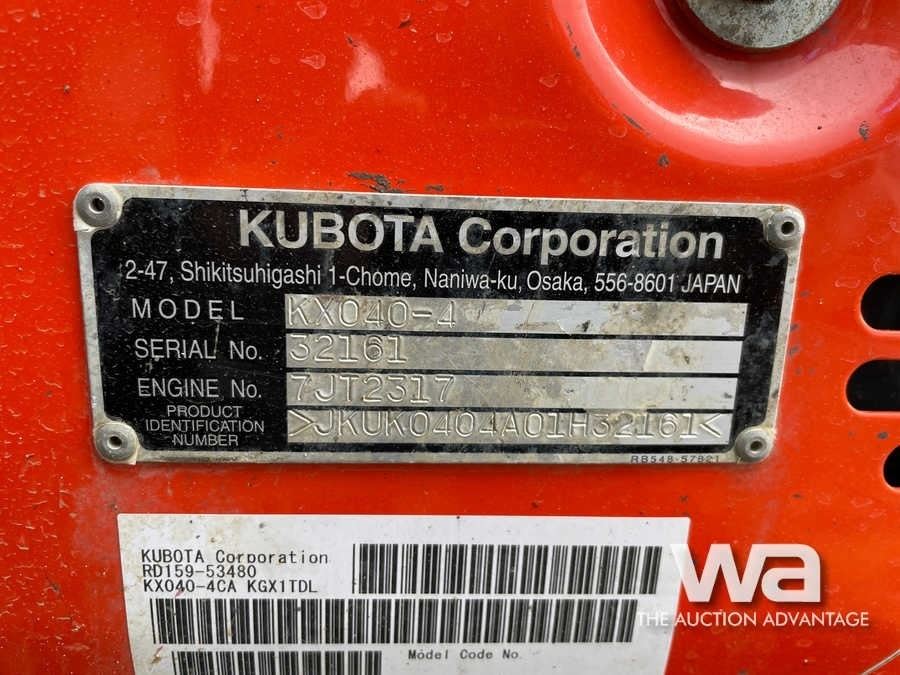 KUBOTA Corporation
2-47, Shikitsuhigashi 1-Chome, Naniwa-ku, Osaka, 556-8601 JAPAN
MODEL KX040-4
SERIAL No. 32161
ENGINE No. 7JT2317
PRODUCT
IDENTIFICATION
NUMBER
>JKUK0404A01H32161<
RB548-57821
KUBOTA Corporation
RD159-53480
KX040-4CA KGX1TDL
Model Code No.
wa
THE AUCTION ADVANTAGE